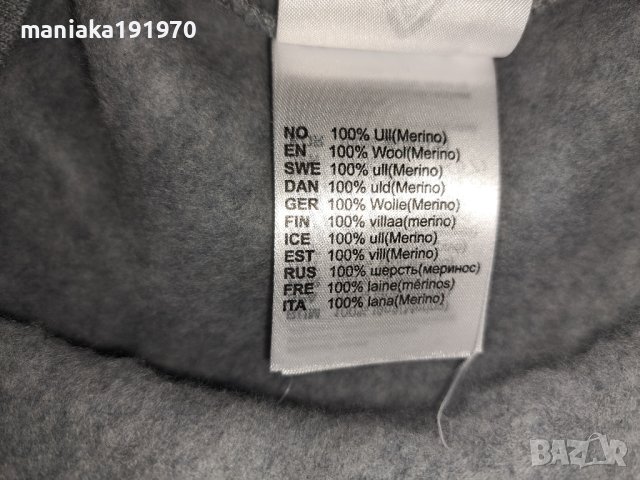 maniaka191970
NO 100% Ull(Merino)
EN 100% Wool(Merino)
SWE 100% ull(Merino)
DAN 100% uld(Merino)
GER 100% Wolle(Merino)
FIN 100% villaa(merino)
ICE 100% ull(Merino)
EST 100% vill(Merino)
RUS 100% шерсть(меринос)
FRE 100% laine(mérinos)
ITA 100% lana(Merino)
BAZAR